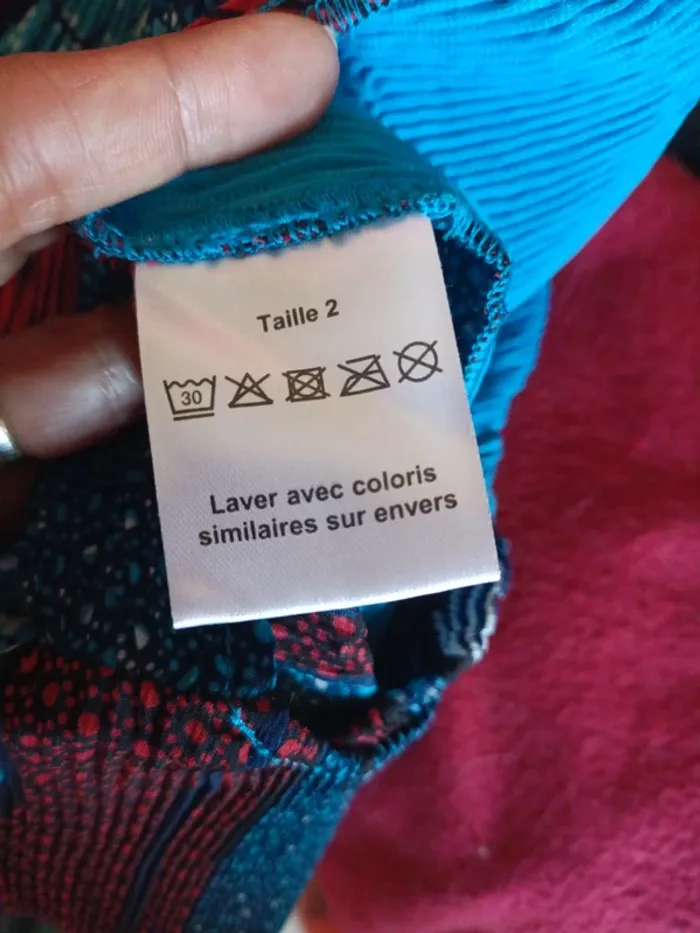 Taille 2
30
Laver avec coloris
similaires sur envers